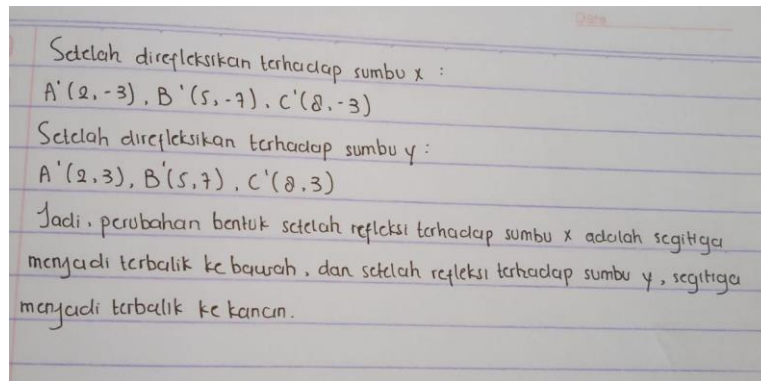 Date
Setelah direfleksikan terhadap sumbu x :
A'(2,-3), B'(5,-7), C'(8,-3)
Setelah direfleksikan terhadap sumbu y :
A'(2,3), B'(5,7), C'(8,3)
Jadi, perubahan bentuk setelah refleksi terhadap sumbu x adalah segitiga
menjadi terbalik ke bawah, dan setelah refleksi terhadap sumbu y, segitiga
menjadi terbalik ke kanan.